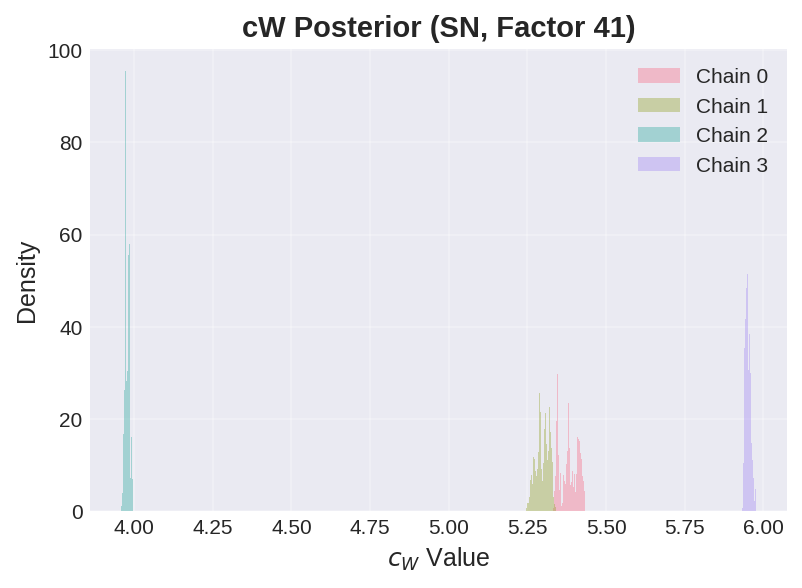 cW Posterior (SN, Factor 41)
100
80
60
40
20
0
Density
Chain 0
Chain 1
Chain 2
Chain 3
4.00 4.25 4.50 4.75 5.00 5.25 5.50 5.75 6.00
c_W Value